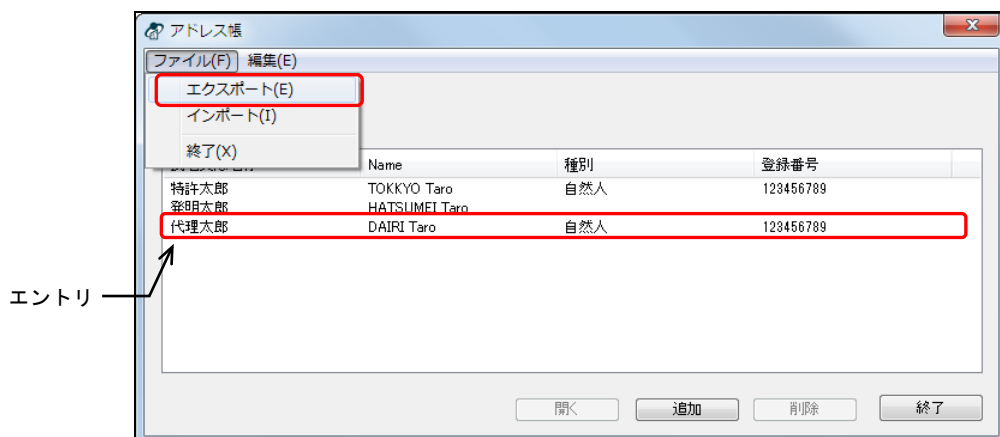 アドレス帳
ファイル(F) 編集(E)
エクスポート(E)
インポート(I)
終了(X)
Name 種別 登録番号
特許太郎 TOKKYO Taro 自然人 123456789
発明太郎 HATSUMEI Taro
代理太郎 DAIRI Taro 自然人 123456789
エントリ
開く 追加 削除 終了